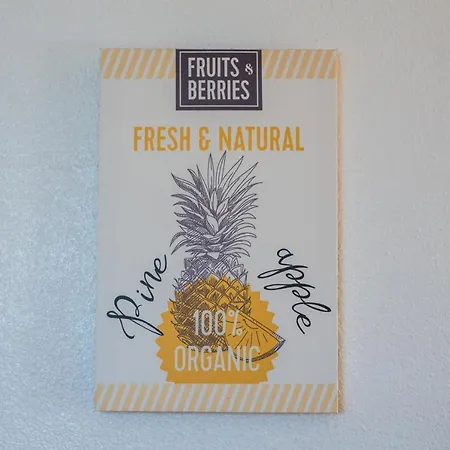 FRUITS &
BERRIES
FRESH & NATURAL
Pine
apple
100%
ORGANIC